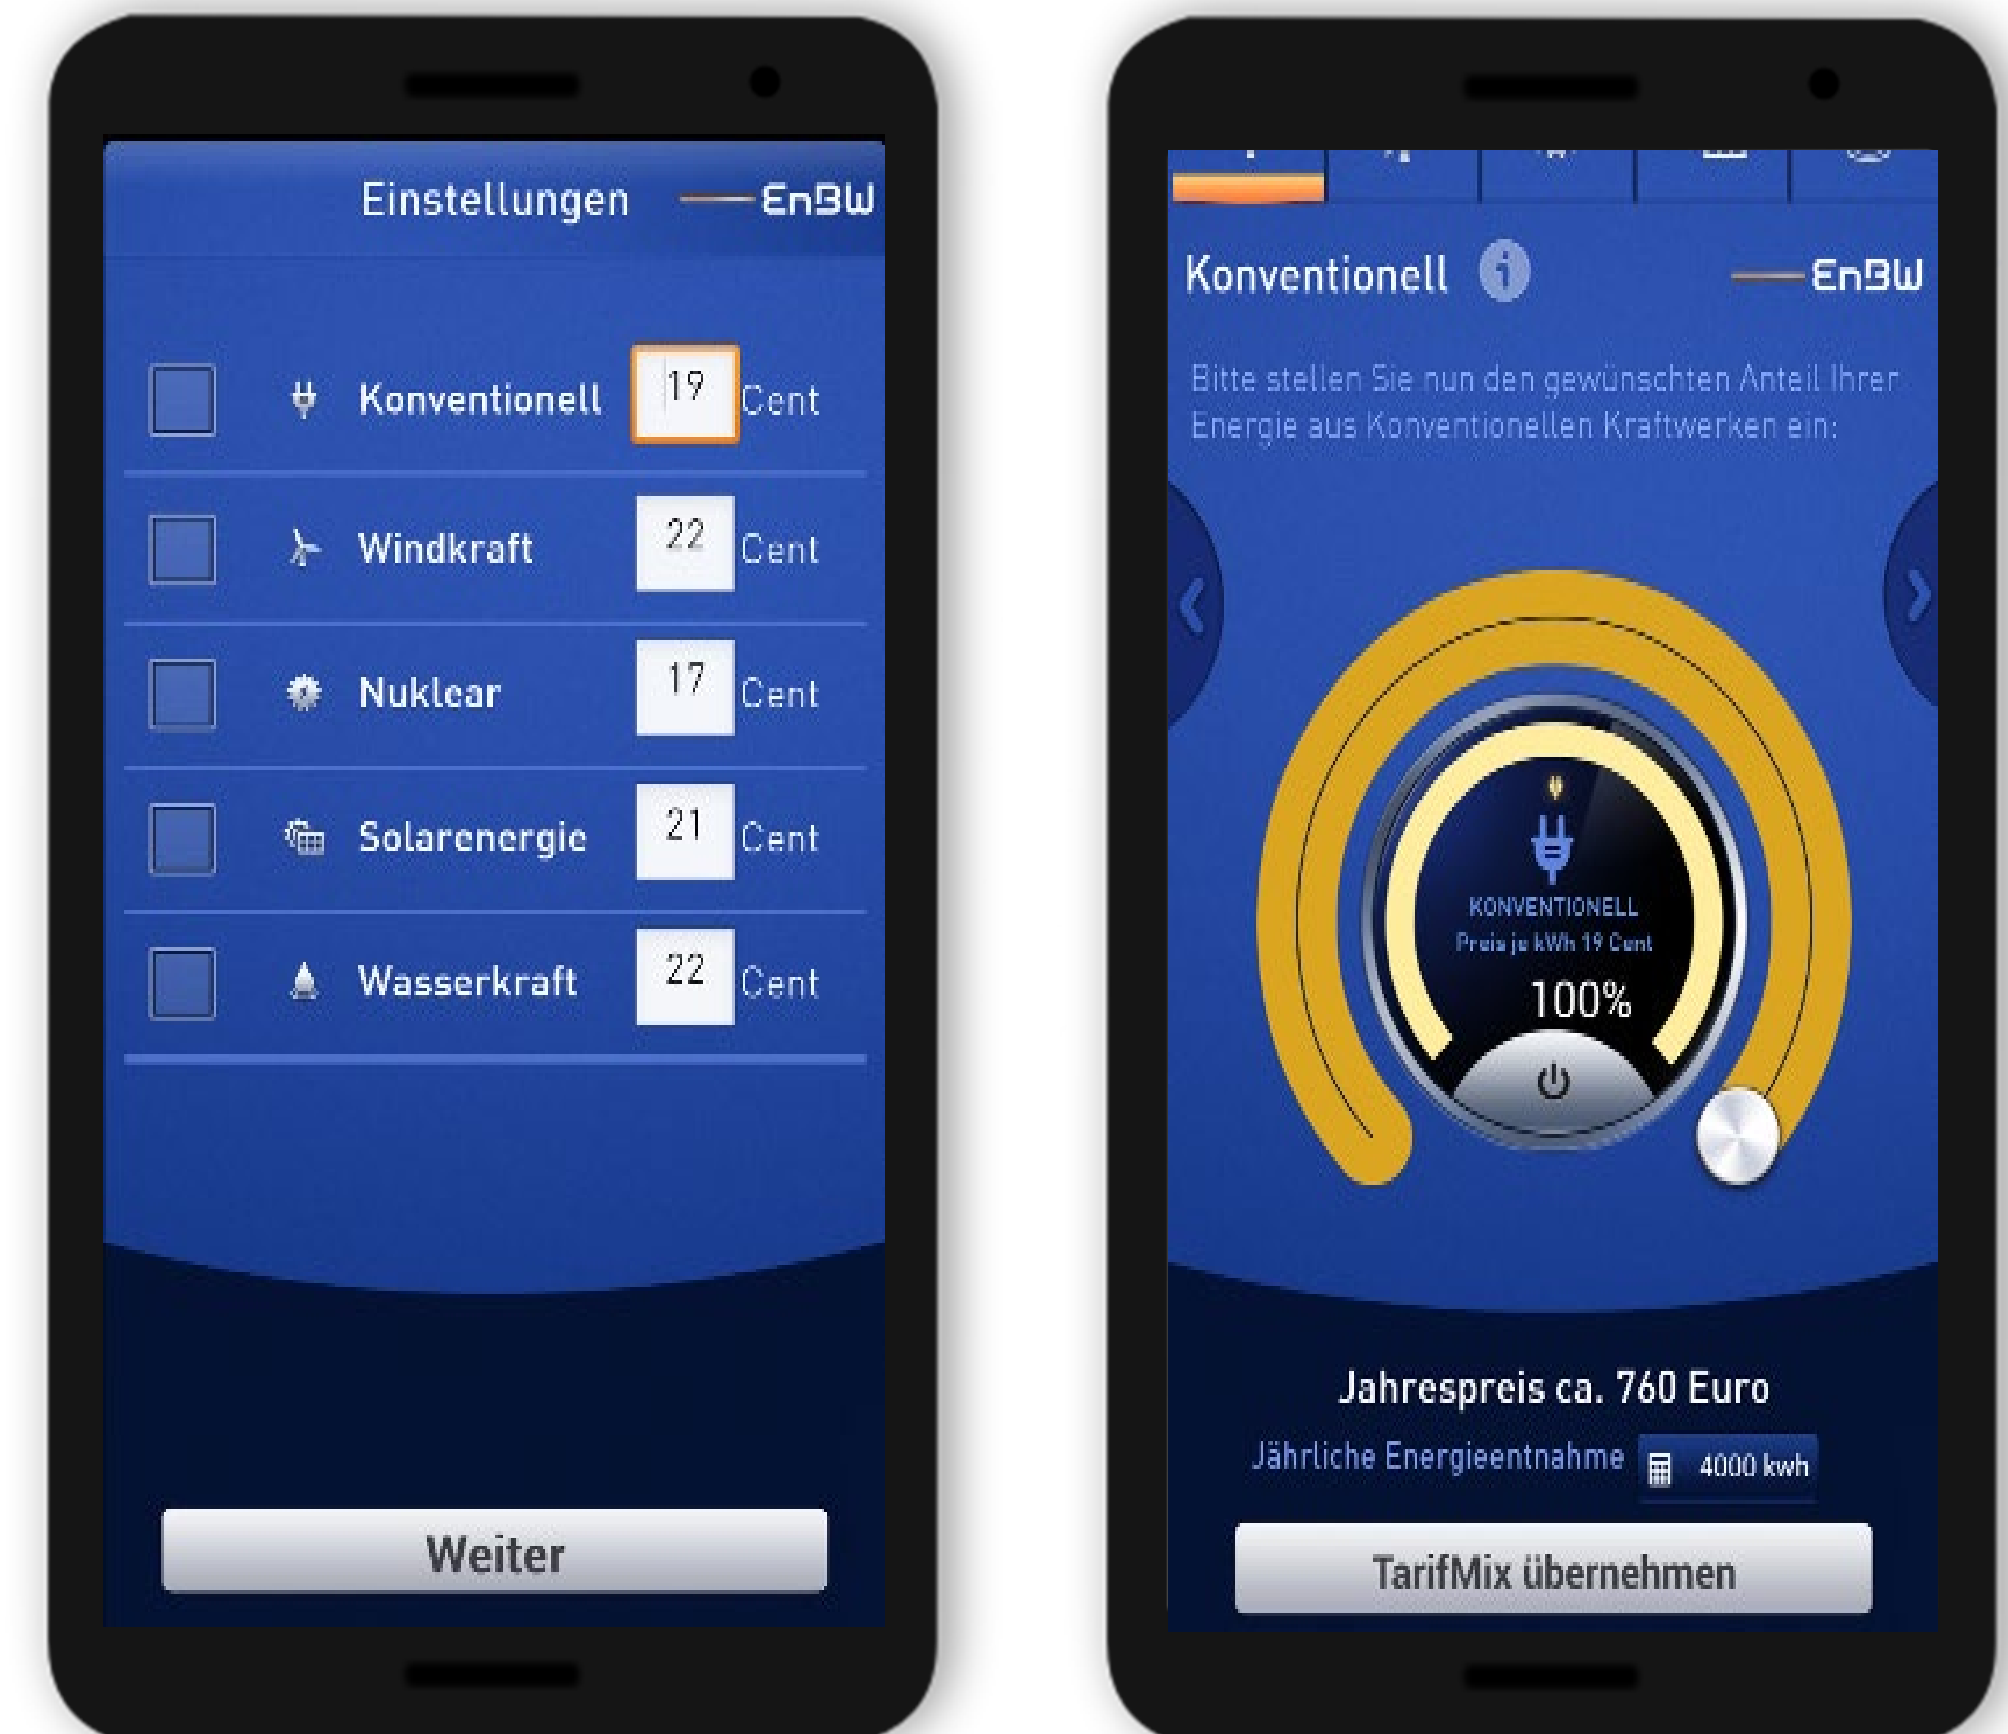 Einstellungen
EnBW
Konventionell 19 Cent
Windkraft 22 Cent
Nuklear 17 Cent
Solarenergie 21 Cent
Wasserkraft 22 Cent
Weiter
Konventionell
EnBW
Bitte stellen Sie nun den gewünschten Anteil Ihrer
Energie aus Konventionellen Kraftwerken ein:
KONVENTIONELL
Preis je kWh 19 Cent
100%
Jahrespreis ca. 760 Euro
Jährliche Energieentnahme 4000 kwh
TarifMix übernehmen